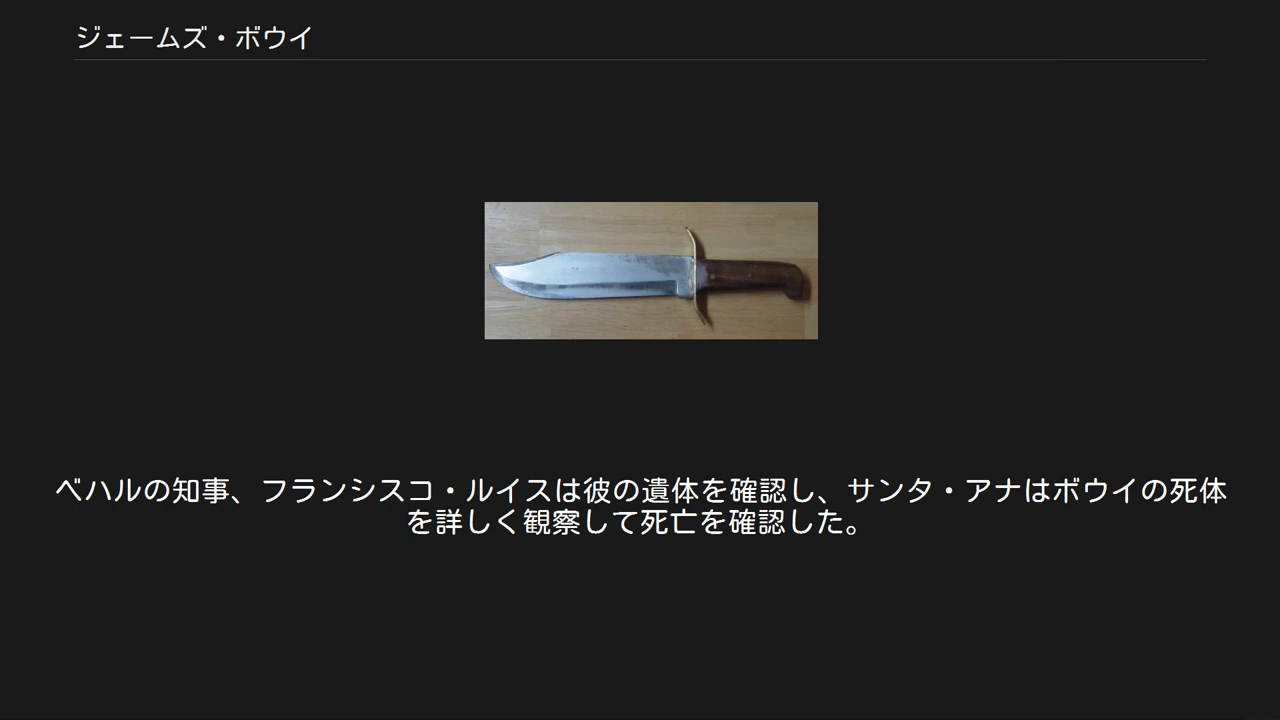 ジェームズ・ボウイ
ベハルの知事、フランシスコ・ルイスは彼の遺体を確認し、サンタ・アナはボウイの死体
を詳しく観察して死亡を確認した。